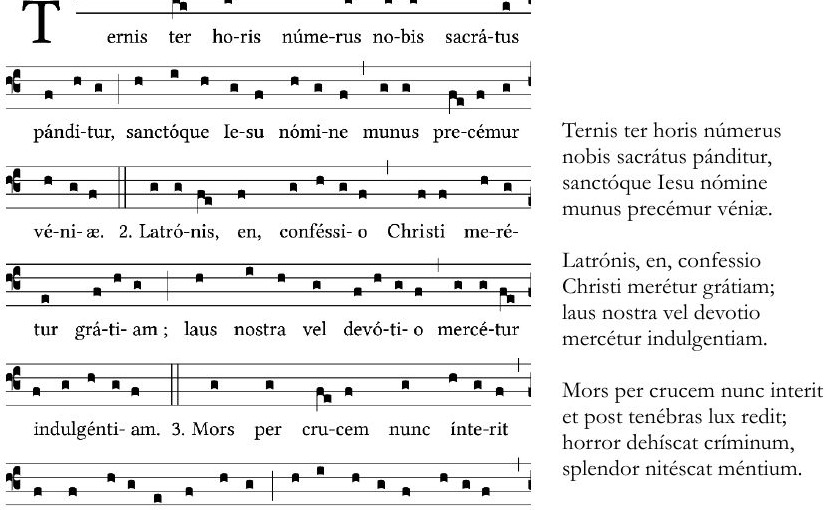 Ternis ter ho-ris núme-rus no-bis sacrá-tus
pándi-tur, sanctóque Ie-su nómi-ne munus pre-cémur
vé-ni-æ. 2. Latró-nis, en, conféssi-o Christi me-ré-
tur grá-ti-am ; laus nostra vel devó-ti-o mercé-tur
indulgénti-am. 3. Mors per cru-cem nunc ínte-rit
Ternis ter horis númerus
nobis sacrátus pánditur,
sanctóque Iesu nómine
munus precémur véniæ.
Latrónis, en, confessio
Christi merétur grátiam;
laus nostra vel devotio
mercétur indulgentiam.
Mors per crucem nunc interit
et post tenébras lux redit;
horror dehíscat críminum,
splendor nitéscat méntium.